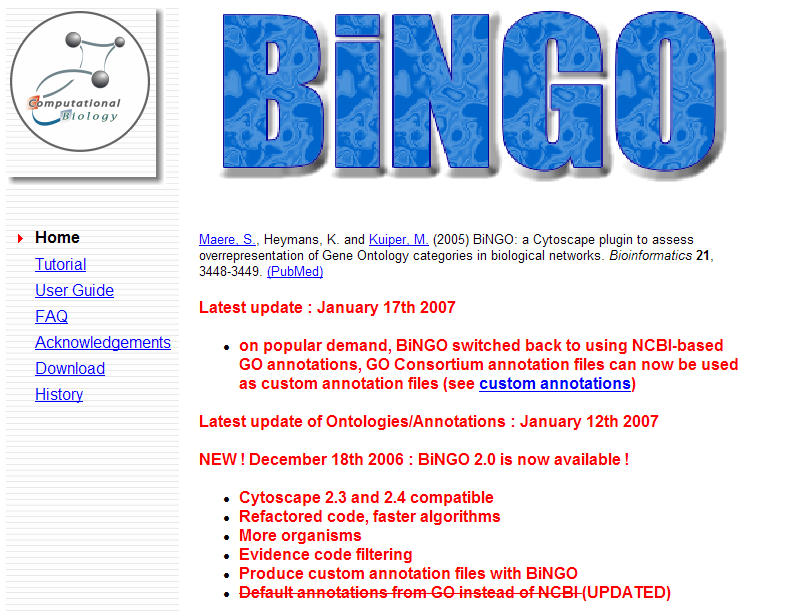 BiNGO
Computational
Biology
Home
Tutorial
User Guide
FAQ
Acknowledgements
Download
History
Maere, S., Heymans, K. and Kuiper, M. (2005) BiNGO: a Cytoscape plugin to assess
overrepresentation of Gene Ontology categories in biological networks. Bioinformatics 21,
3448-3449. (PubMed)
Latest update : January 17th 2007
on popular demand, BiNGO switched back to using NCBI-based
GO annotations, GO Consortium annotation files can now be used
as custom annotation files (see custom annotations)
Latest update of Ontologies/Annotations : January 12th 2007
NEW ! December 18th 2006 : BiNGO 2.0 is now available !
Cytoscape 2.3 and 2.4 compatible
Refactored code, faster algorithms
More organisms
Evidence code filtering
Produce custom annotation files with BiNGO
Default annotations from GO instead of NCBI (UPDATED)